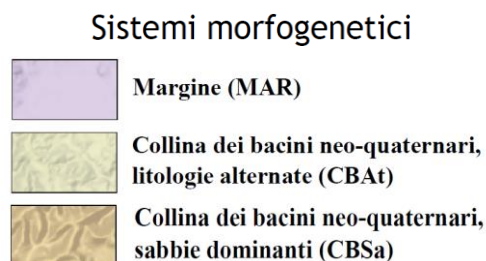 Sistemi morfogenetici
Margine (MAR)
Collina dei bacini neo-quaternari,
litologie alternate (CBAt)
Collina dei bacini neo-quaternari,
sabbie dominanti (CBSa)